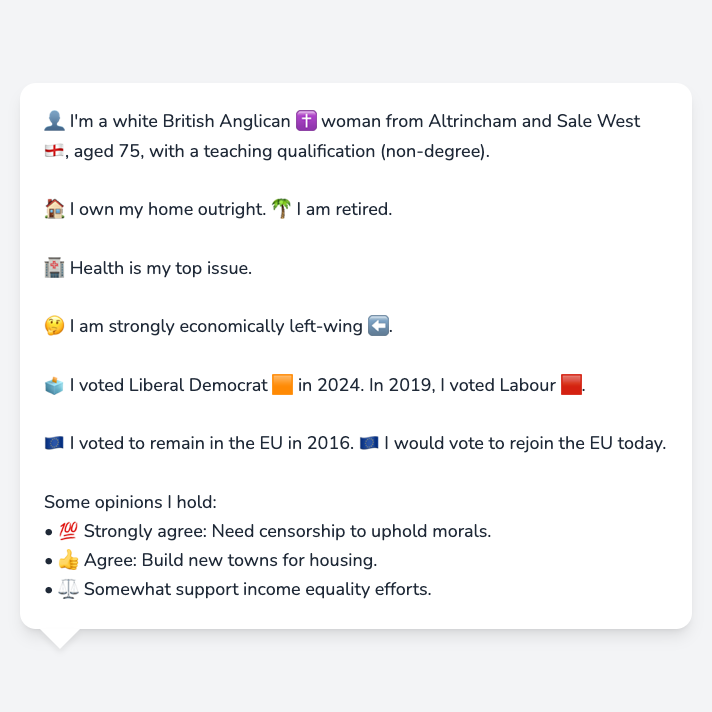 👤 I'm a white British Anglican ✝️ woman from Altrincham and Sale West
🏴󠁧󠁢󠁥󠁮󠁧󠁿, aged 75, with a teaching qualification (non-degree).
🏠 I own my home outright. 🌴 I am retired.
🏥 Health is my top issue.
🤔 I am strongly economically left-wing ⬅️.
🗳️ I voted Liberal Democrat 🟧 in 2024. In 2019, I voted Labour 🟥.
🇪🇺 I voted to remain in the EU in 2016. 🇪🇺 I would vote to rejoin the EU today.
Some opinions I hold:
• 💯 Strongly agree: Need censorship to uphold morals.
• 👍 Agree: Build new towns for housing.
• ⚖️ Somewhat support income equality efforts.